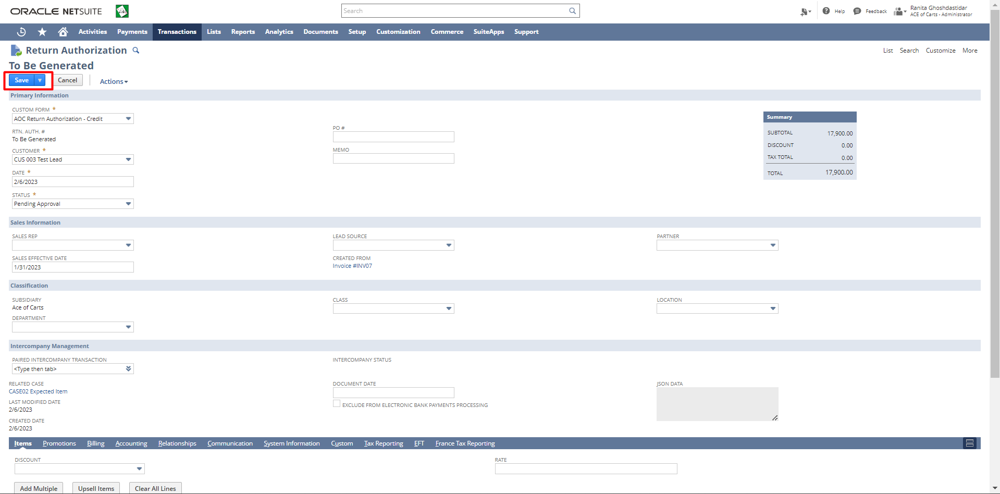 ORACLE NETSUITE
Search
Help
Feedback
Ranita Ghoshdastidar
ACE of Carts - Administrator
Activities Payments Transactions Lists Reports Analytics Documents Setup Customization Commerce SuiteApps Support
Return Authorization
List Search Customize More
To Be Generated
Save Cancel Actions
Primary Information
CUSTOM FORM *
AOC Return Authorization - Credit
RTN. AUTH. #
To Be Generated
CUSTOMER *
CUS 003 Test Lead
DATE *
2/6/2023
STATUS *
Pending Approval
PO #
MEMO
Summary
SUBTOTAL 17,900.00
DISCOUNT 0.00
TAX TOTAL 0.00
TOTAL 17,900.00
Sales Information
SALES REP
SALES EFFECTIVE DATE
1/31/2023
LEAD SOURCE
CREATED FROM
Invoice #INV07
PARTNER
Classification
SUBSIDIARY
Ace of Carts
DEPARTMENT
CLASS
LOCATION
Intercompany Management
PAIRED INTERCOMPANY TRANSACTION
<Type then tab>
INTERCOMPANY STATUS
RELATED CASE
CASE02 Expected Item
LAST MODIFIED DATE
2/6/2023
CREATED DATE
2/6/2023
DOCUMENT DATE
EXCLUDE FROM ELECTRONIC BANK PAYMENTS PROCESSING
JSON DATA
Items Promotions Billing Accounting Relationships Communication System Information Custom Tax Reporting EFT France Tax Reporting
DISCOUNT
RATE
Add Multiple Upsell Items Clear All Lines